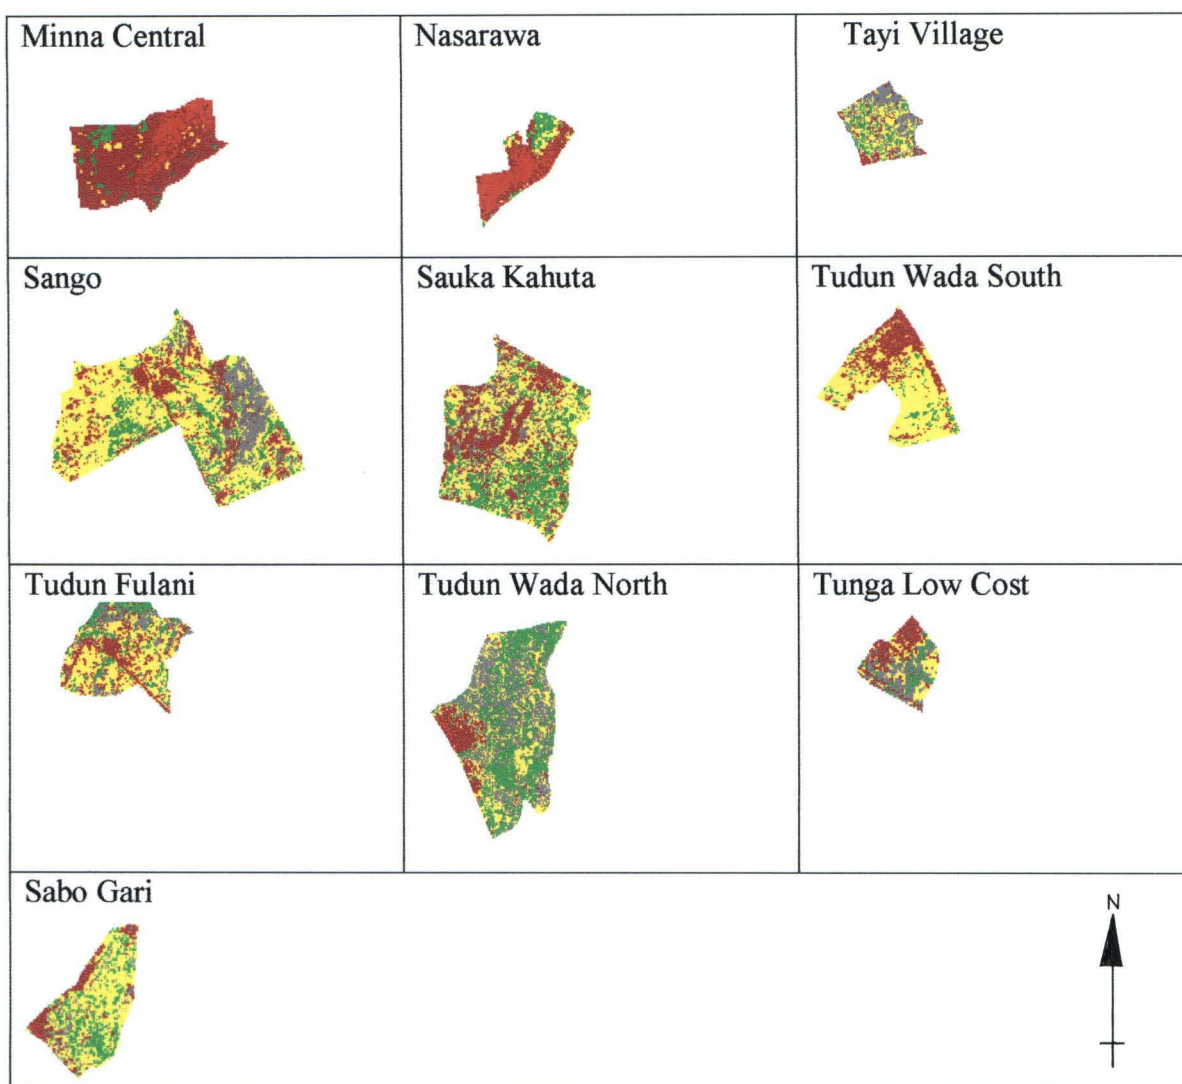 Minna Central
Nasarawa
Tayi Village
Sango
Sauka Kahuta
Tudun Wada South
Tudun Fulani
Tudun Wada North
Tunga Low Cost
Sabo Gari
N